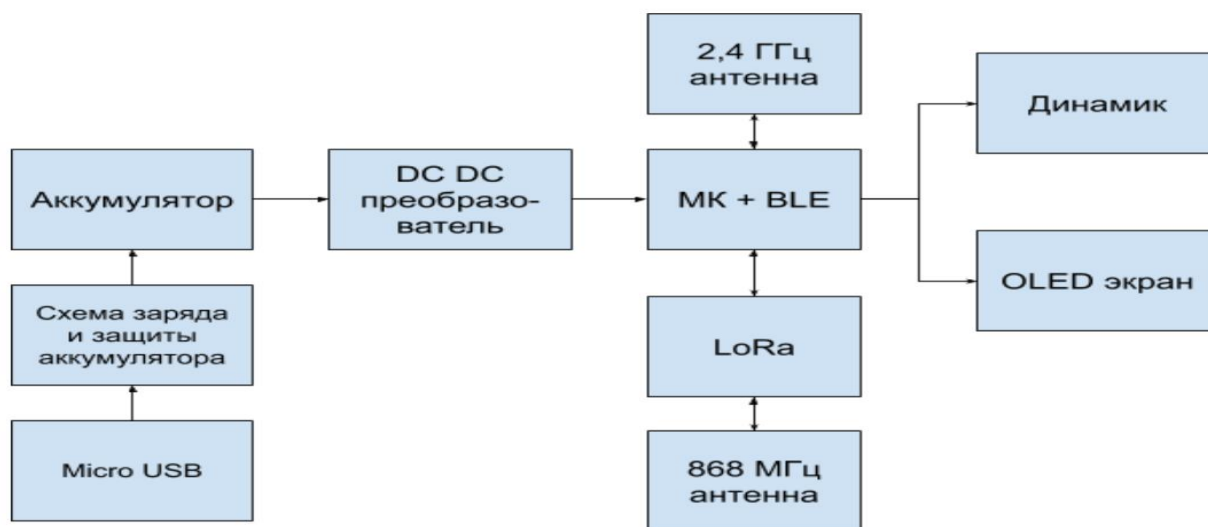 2,4 ГГц
антенна
Динамик
Аккумулятор
DC DC
преобразо-
ватель
МК + BLE
OLED экран
Схема заряда
и защиты
аккумулятора
LoRa
Micro USB
868 МГц
антенна